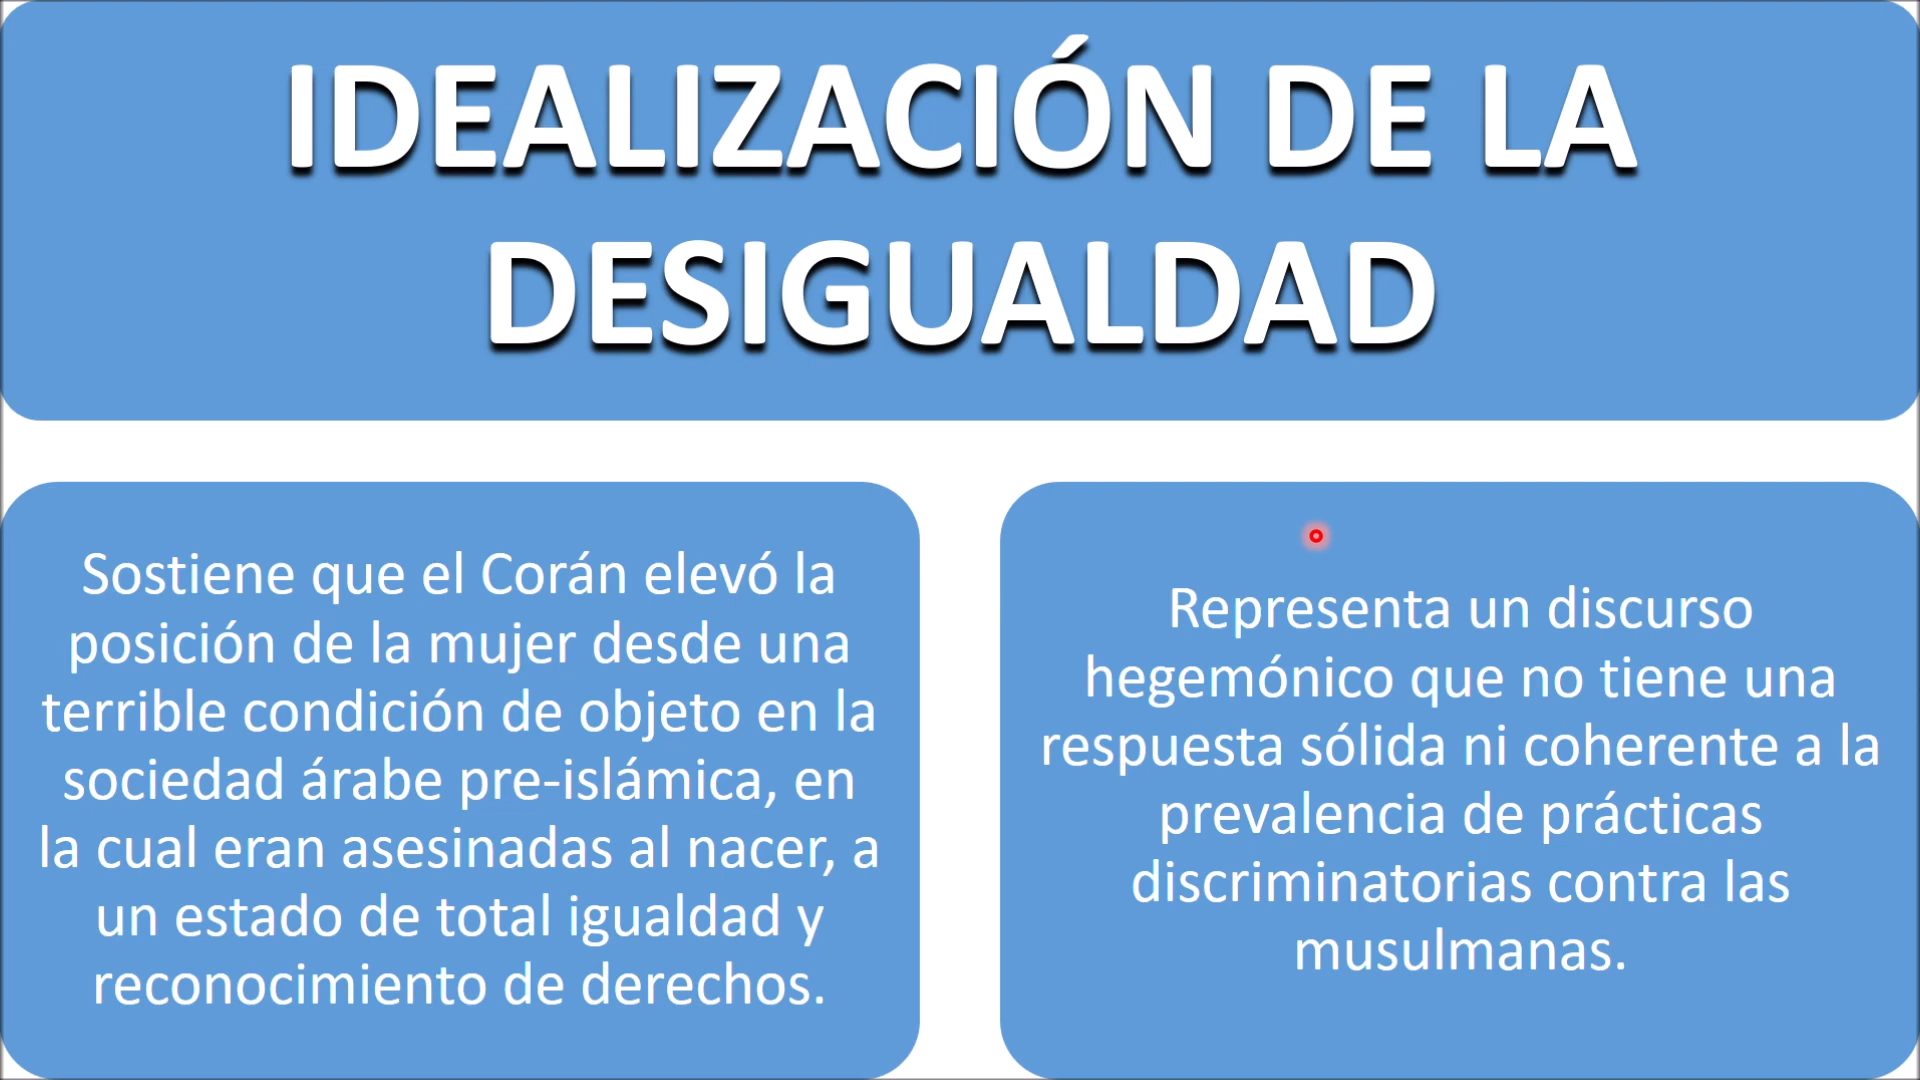 IDEALIZACIÓN DE LA
DESIGUALDAD
Sostiene que el Corán elevó la
posición de la mujer desde una
terrible condición de objeto en la
sociedad árabe pre-islámica, en
la cual eran asesinadas al nacer, a
un estado de total igualdad y
reconocimiento de derechos.
Representa un discurso
hegemónico que no tiene una
respuesta sólida ni coherente a la
prevalencia de prácticas
discriminatorias contra las
musulmanas.